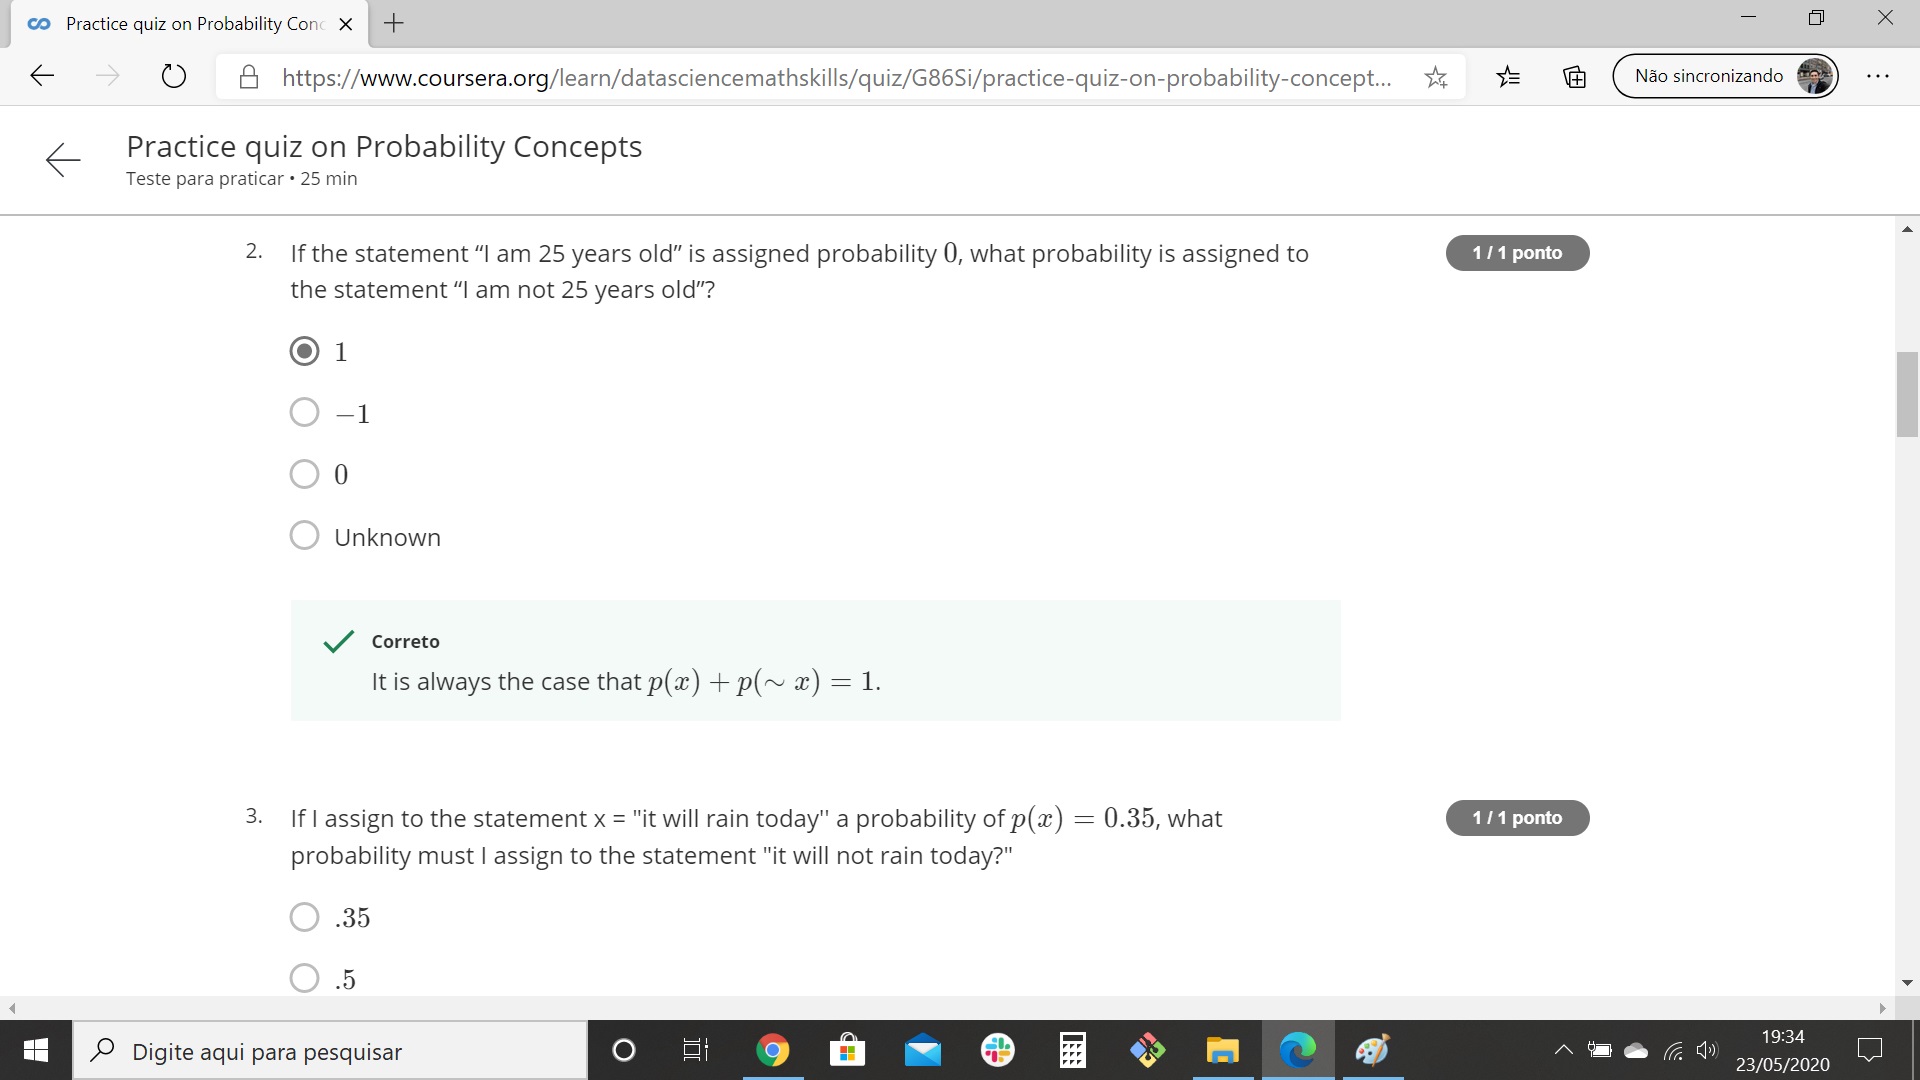 Practice quiz on Probability Conc
https://www.coursera.org/learn/datasciencemathskills/quiz/G86Si/practice-quiz-on-probability-concept...
Não sincronizando
Practice quiz on Probability Concepts
Teste para praticar • 25 min
2. If the statement “I am 25 years old” is assigned probability 0, what probability is assigned to
the statement “I am not 25 years old”?
1 / 1 ponto
1
−1
0
Unknown
Correto
It is always the case that p(x) + p(∼ x) = 1.
3. If I assign to the statement x = "it will rain today'' a probability of p(x) = 0.35, what
probability must I assign to the statement "it will not rain today?"
1 / 1 ponto
.35
.5
Digite aqui para pesquisar
19:34
23/05/2020